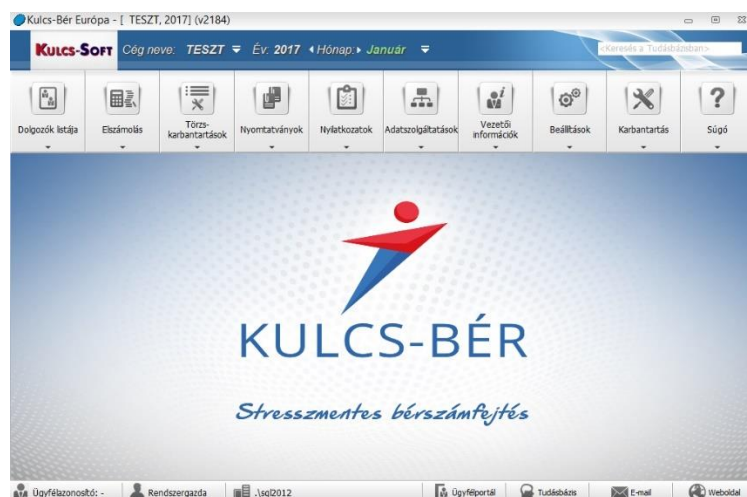 Kulcs-Bér Európa - [ TESZT, 2017] (v2184)
KULCS-SOFT Cég neve: TESZT Év: 2017 Hónap: Január <Keresés a Tudásbázisban>
Dolgozók listája
Elszámolás
Törzs-
karbantartások
Nyomtatványok
Nyilatkozatok
Adatszolgáltatások
Vezetői
információk
Beállítások
Karbantartás
Súgó
KULCS-BÉR
Stresszmentes bérszámfejtés
Ügyfélazonosító: - Rendszergazda .\sql2012 Ügyfélportál Tudásbázis E-mail Weboldal